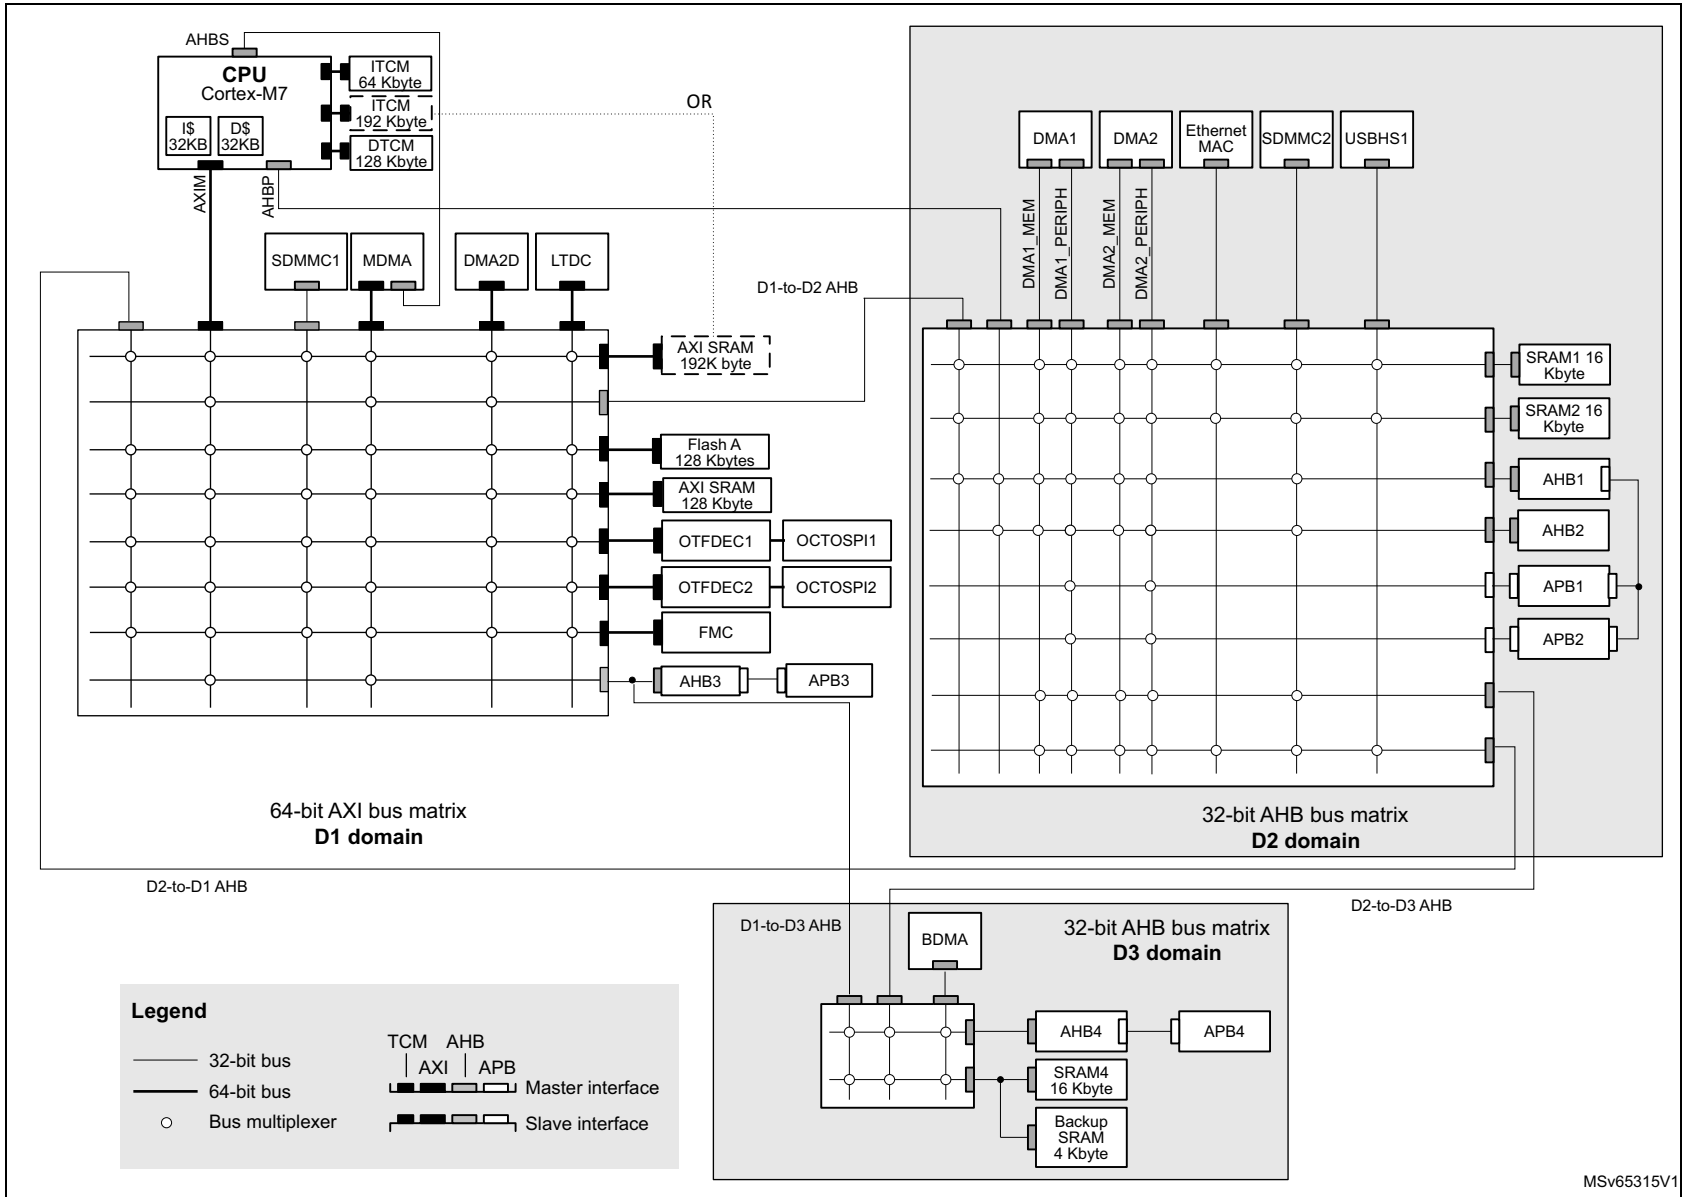 AHBS
CPU
Cortex-M7
I$
32KB
D$
32KB
ITCM
64 Kbyte
ITCM
192 Kbyte
DTCM
128 Kbyte
OR
AXIM
AHBP
SDMMC1
MDMA
DMA2D
LTDC
AXI SRAM
192K byte
Flash A
128 Kbytes
AXI SRAM
128 Kbyte
OTFDEC1
OCTOSPI1
OTFDEC2
OCTOSPI2
FMC
AHB3
APB3
64-bit AXI bus matrix
D1 domain
D1-to-D2 AHB
DMA1
DMA2
Ethernet
MAC
SDMMC2
USBHS1
DMA1_MEM
DMA1_PERIPH
DMA2_MEM
DMA2_PERIPH
SRAM1 16
Kbyte
SRAM2 16
Kbyte
AHB1
AHB2
APB1
APB2
32-bit AHB bus matrix
D2 domain
D2-to-D1 AHB
D2-to-D3 AHB
D1-to-D3 AHB
BDMA
32-bit AHB bus matrix
D3 domain
AHB4
APB4
SRAM4
16 Kbyte
Backup
SRAM
4 Kbyte
Legend
32-bit bus
64-bit bus
Bus multiplexer
TCM
AHB
AXI
APB
Master interface
Slave interface
MSv65315V1